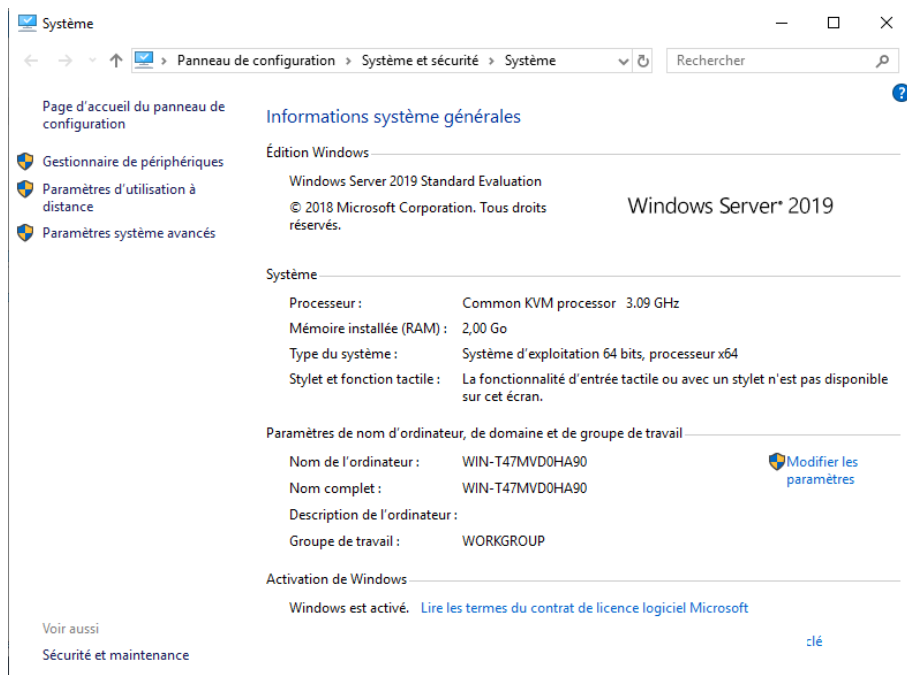 Système
Panneau de configuration > Système et sécurité > Système
Rechercher
Page d'accueil du panneau de
configuration
Gestionnaire de périphériques
Paramètres d'utilisation à
distance
Paramètres système avancés
?
Informations système générales
Édition Windows
Windows Server 2019 Standard Evaluation
© 2018 Microsoft Corporation. Tous droits
réservés.
Windows Server® 2019
Système
Processeur : Common KVM processor 3.09 GHz
Mémoire installée (RAM) : 2,00 Go
Type du système : Système d'exploitation 64 bits, processeur x64
Stylet et fonction tactile : La fonctionnalité d'entrée tactile ou avec un stylet n'est pas disponible
sur cet écran.
Paramètres de nom d'ordinateur, de domaine et de groupe de travail
Nom de l'ordinateur : WIN-T47MVD0HA90
Modifier les
paramètres
Nom complet : WIN-T47MVD0HA90
Description de l'ordinateur :
Groupe de travail : WORKGROUP
Activation de Windows
Windows est activé. Lire les termes du contrat de licence logiciel Microsoft
clé
Voir aussi
Sécurité et maintenance